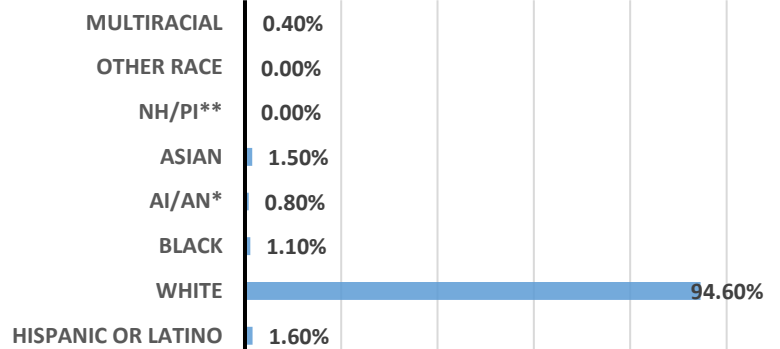 MULTIRACIAL 0.40%
OTHER RACE 0.00%
NH/PI** 0.00%
ASIAN 1.50%
AI/AN* 0.80%
BLACK 1.10%
WHITE 94.60%
HISPANIC OR LATINO 1.60%